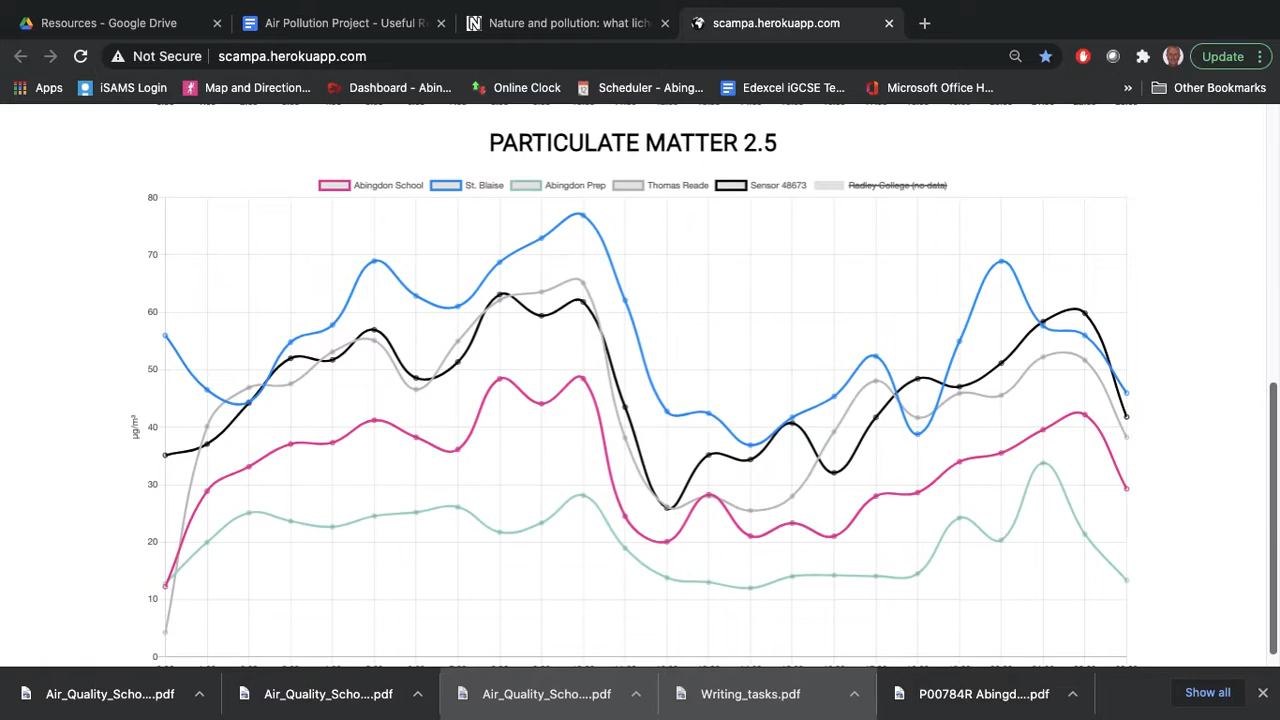 Resources - Google Drive
Air Pollution Project - Useful R
Nature and pollution: what lich
scampa.herokuapp.com
Not Secure
scampa.herokuapp.com
Update
Apps
iSAMS Login
Map and Direction...
Dashboard - Abin...
Online Clock
Scheduler - Abing...
Edexcel iGCSE Te...
Microsoft Office H...
»
Other Bookmarks
PARTICULATE MATTER 2.5
Abingdon School
St. Blaise
Abingdon Prep
Thomas Reade
Sensor 48673
Radley College (no data)
80
70
60
50
40
30
20
10
0
µg/m³
Air_Quality_Scho....pdf
Air_Quality_Scho....pdf
Air_Quality_Scho....pdf
Writing_tasks.pdf
P00784R Abingd....pdf
Show all